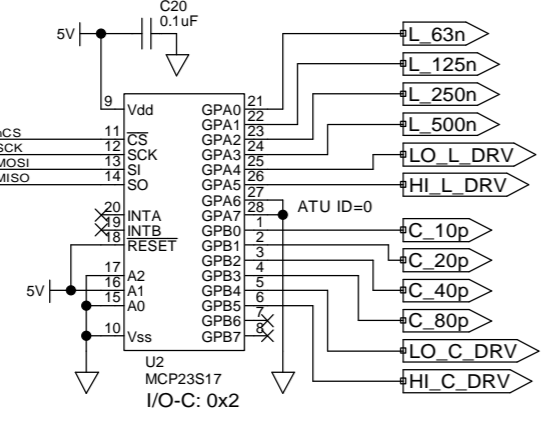 C20
0.1uF
5V
9 Vdd GPA0 21 L_63n
GPA1 22 L_125n
nCS 11 CS GPA2 23 L_250n
SCK 12 SCK GPA3 24 L_500n
MOSI 13 SI GPA4 25 LO_L_DRV
MISO 14 SO GPA5 26 HI_L_DRV
GPA6 27
20 INTA GPA7 28 ATU ID=0
19 INTB GPB0 1 C_10p
18 RESET GPB1 2 C_20p
17 A2 GPB2 3 C_40p
5V 16 A1 GPB3 4 C_80p
15 A0 GPB4 5 LO_C_DRV
GPB5 6 HI_C_DRV
10 Vss GPB6 7
GPB7 8
U2
MCP23S17
I/O-C: 0x2